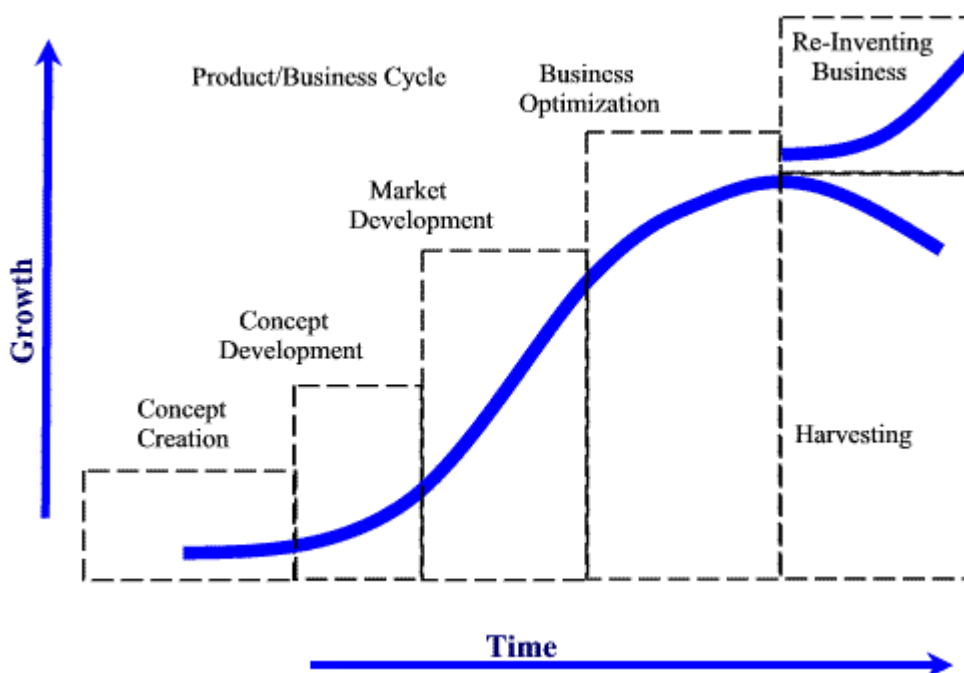 Product/Business Cycle
Re-Inventing
Business
Business
Optimization
Market
Development
Concept
Development
Concept
Creation
Harvesting
Growth
Time